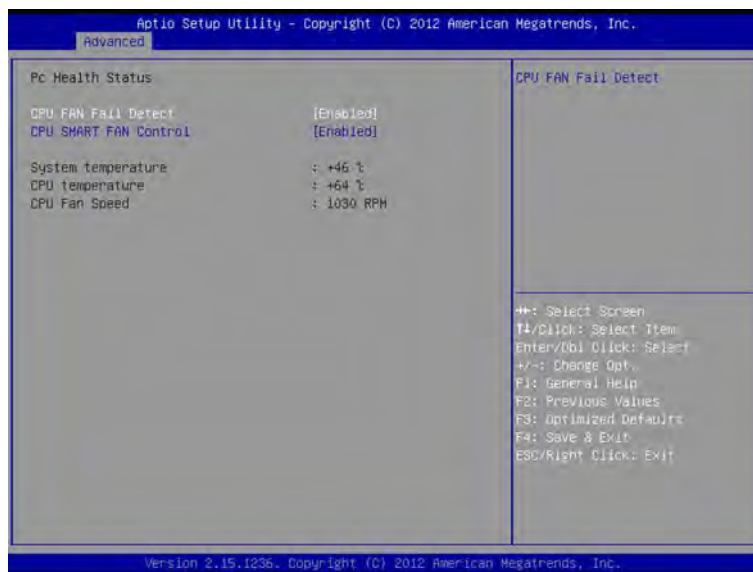 Aptio Setup Utility - Copyright (C) 2012 American Megatrends, Inc.
Advanced
Pc Health Status
CPU FAN Fail Detect [Enabled]
CPU SMART FAN Control [Enabled]
System temperature : +46 ℃
CPU temperature : +64 ℃
CPU Fan Speed : 1030 RPM
CPU FAN Fail Detect
→←: Select Screen
↑↓/Click: Select Item
Enter/Dbl Click: Select
+/-: Change Opt.
F1: General Help
F2: Previous Values
F3: Optimized Defaults
F4: Save & Exit
ESC/Right Click: Exit
Version 2.15.1236. Copyright (C) 2012 American Megatrends, Inc.